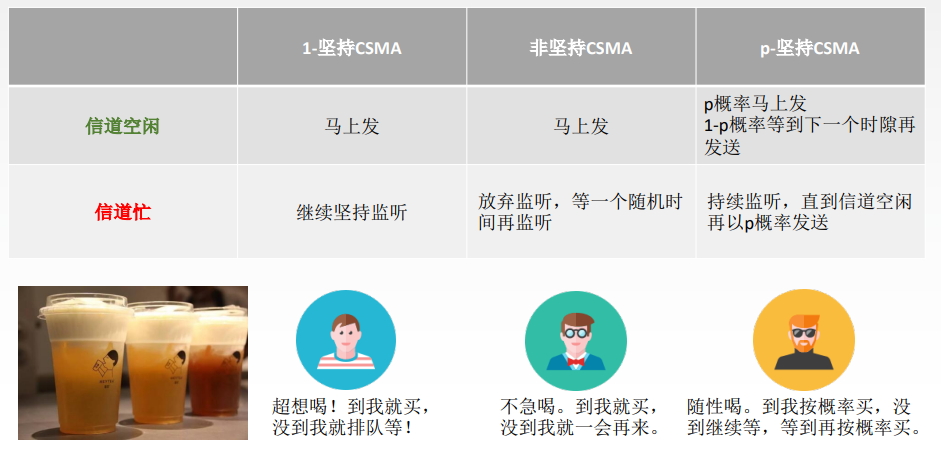 1-坚持CSMA
非坚持CSMA
p-坚持CSMA
信道空闲
马上发
马上发
p概率马上发
1-p概率等到下一个时隙再
发送
信道忙
继续坚持监听
放弃监听，等一个随机时
间再监听
持续监听，直到信道空闲
再以p概率发送
超想喝！到我就买，
没到我就排队等！
不急喝。到我就买，
没到我就一会再来。
随性喝。到我按概率买，没
到继续等，等到再按概率买。